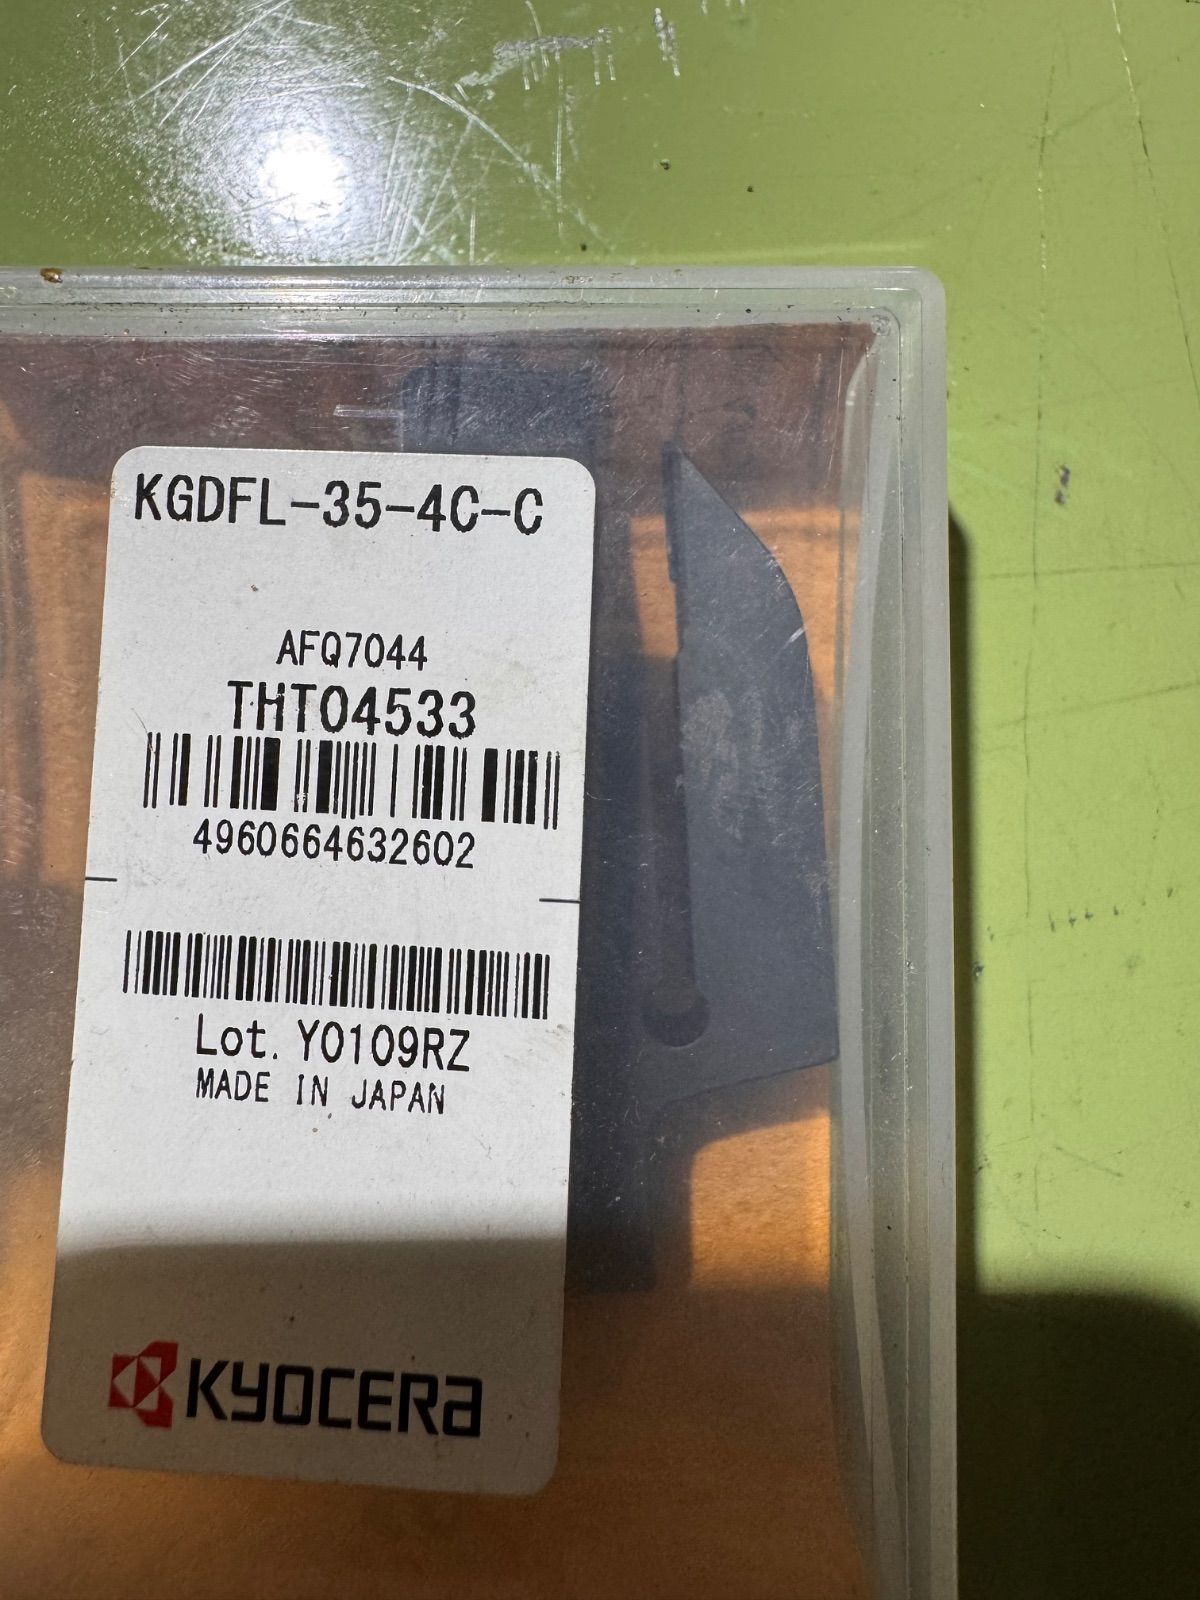 KGDFL-35-4C-C
AFQ7044
THT04533
4960664632602
Lot. Y0109RZ
MADE IN JAPAN
KYOCERA